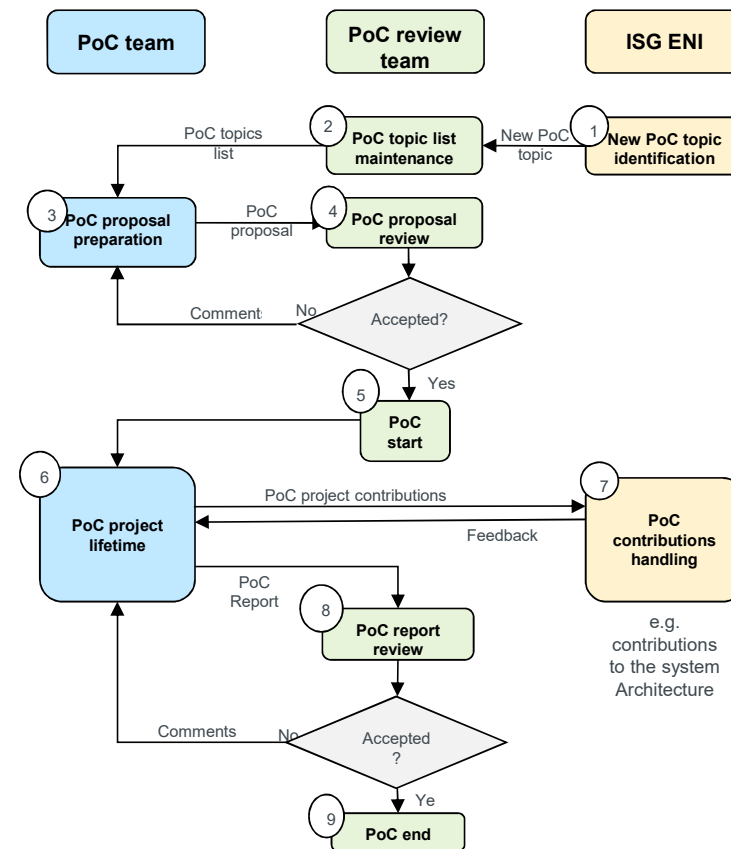 PoC team
PoC review
team
ISG ENI
1
2
PoC topics
list
PoC topic list
maintenance
New PoC
topic
New PoC topic
identification
3
PoC proposal
preparation
PoC
proposal
4
PoC proposal
review
Comment
No
Accepted?
Yes
5
PoC
start
6
PoC project
lifetime
PoC project contributions
Feedback
7
PoC
contributions
handling
PoC
Report
8
PoC report
review
e.g.
contributions
to the system
Architecture
Comments
No
Accepted
?
Ye
9
PoC end